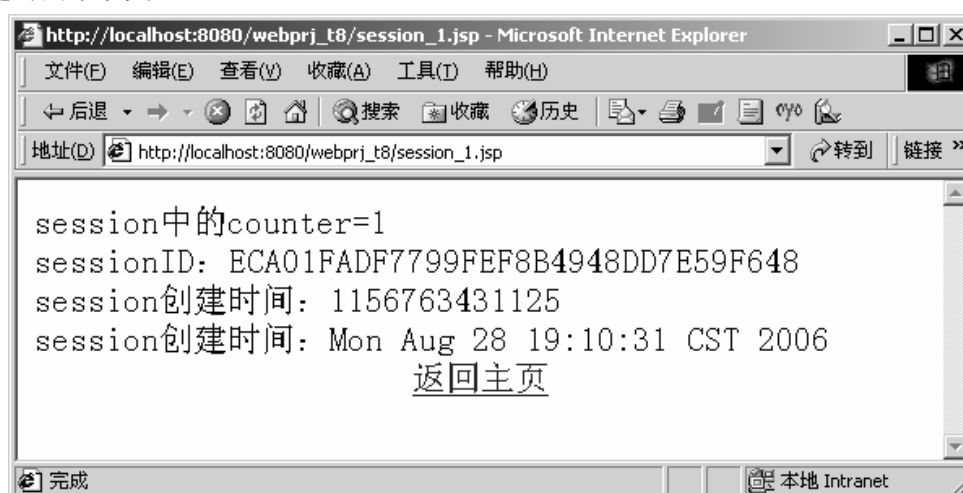 http://localhost:8080/webprj_t8/session_1.jsp - Microsoft Internet Explorer
文件(F) 编辑(E) 查看(V) 收藏(A) 工具(T) 帮助(H)
后退 搜索 收藏 历史
地址(D) http://localhost:8080/webprj_t8/session_1.jsp 转到 链接 »
session中的counter=1
sessionID: ECA01FADF7799FEF8B4948DD7E59F648
session创建时间: 1156763431125
session创建时间: Mon Aug 28 19:10:31 CST 2006
返回主页
完成 本地 Intranet